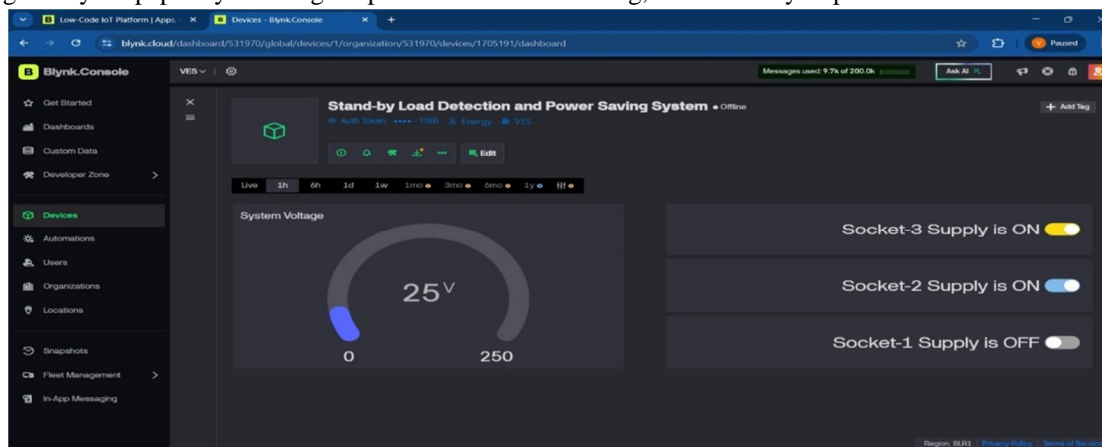 Low-Code IoT Platform | Apps,
Devices - Blynk.Console
blynk.cloud/dashboard/531970/global/devices/1/organization/531970/devices/1705191/dashboard
Paused
B Blynk.Console
VES
Messages used: 9.7k of 200.0k
Ask AI
Get Started
Dashboards
Custom Data
Developer Zone
Devices
Automations
Users
Organizations
Locations
Snapshots
Fleet Management
In-App Messaging
Stand-by Load Detection and Power Saving System • Offline
+ Add Tag
Energy VES
Edit
Live 1h 6h 1d 1w 1mo 3mo 6mo 1y
System Voltage
25 V
0 250
Socket-3 Supply is ON
Socket-2 Supply is ON
Socket-1 Supply is OFF
Region: BLR1 Privacy Policy Terms of Service